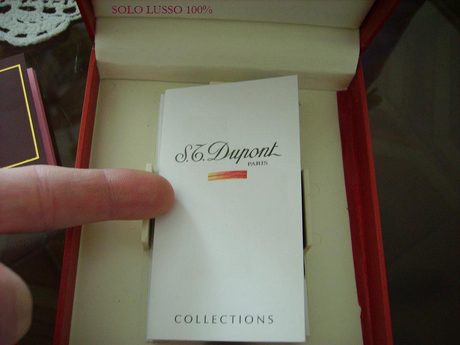 SOLO LUSSO 100%
S.T. Dupont
PARIS
COLLECTIONS